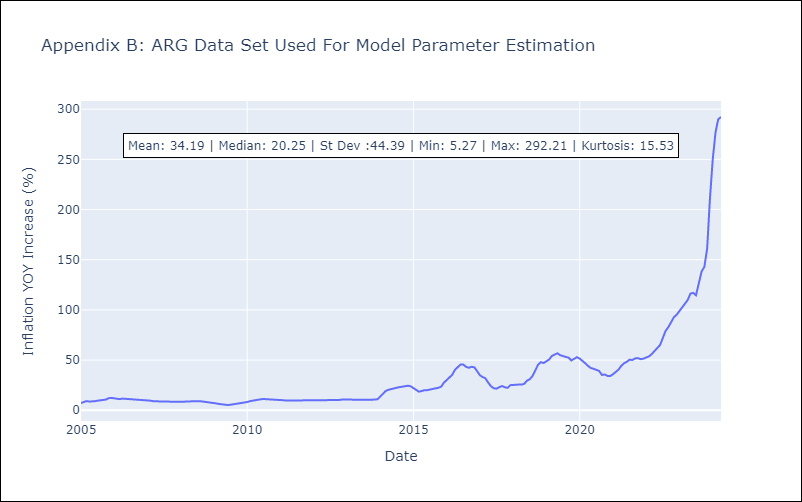 Appendix B: ARG Data Set Used For Model Parameter Estimation
300
Mean: 34.19 | Median: 20.25 | St Dev :44.39 | Min: 5.27 | Max: 292.21 | Kurtosis: 15.53
250
200
150
100
50
0
Inflation YOY Increase (%)
2005
2010
2015
2020
Date